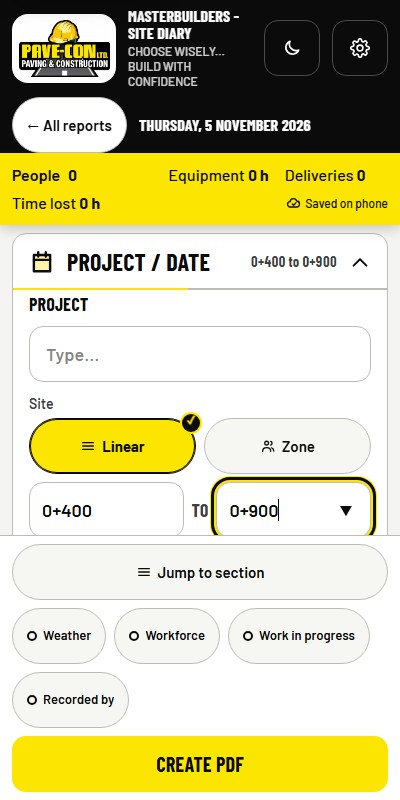 PAVE-CON LTD.
PAVING & CONSTRUCTION
MASTERBUILDERS -
SITE DIARY
CHOOSE WISELY...
BUILD WITH
CONFIDENCE
← All reports
THURSDAY, 5 NOVEMBER 2026
People 0
Equipment 0 h
Deliveries 0
Time lost 0 h
Saved on phone
PROJECT / DATE
0+400 to 0+900
PROJECT
Type...
Site
Linear
Zone
0+400
TO
0+900
Jump to section
Weather
Workforce
Work in progress
Recorded by
CREATE PDF